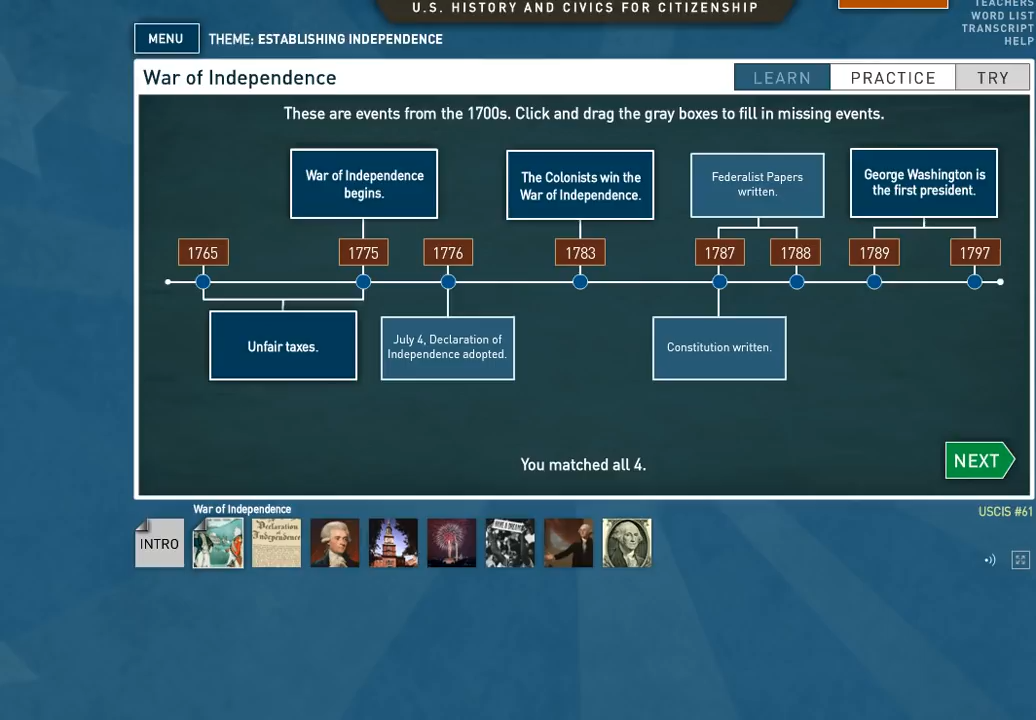 U.S. HISTORY AND CIVICS FOR CITIZENSHIP
TEACHERS
WORD LIST
TRANSCRIPT
HELP
MENU
THEME: ESTABLISHING INDEPENDENCE
War of Independence
LEARN
PRACTICE
TRY
These are events from the 1700s. Click and drag the gray boxes to fill in missing events.
War of Independence
begins.
The Colonists win the
War of Independence.
Federalist Papers
written.
George Washington is
the first president.
1765
1775
1776
1783
1787
1788
1789
1797
Unfair taxes.
July 4, Declaration of
Independence adopted.
Constitution written.
You matched all 4.
NEXT
War of Independence
USCIS #61
INTRO
Declaration
Independence